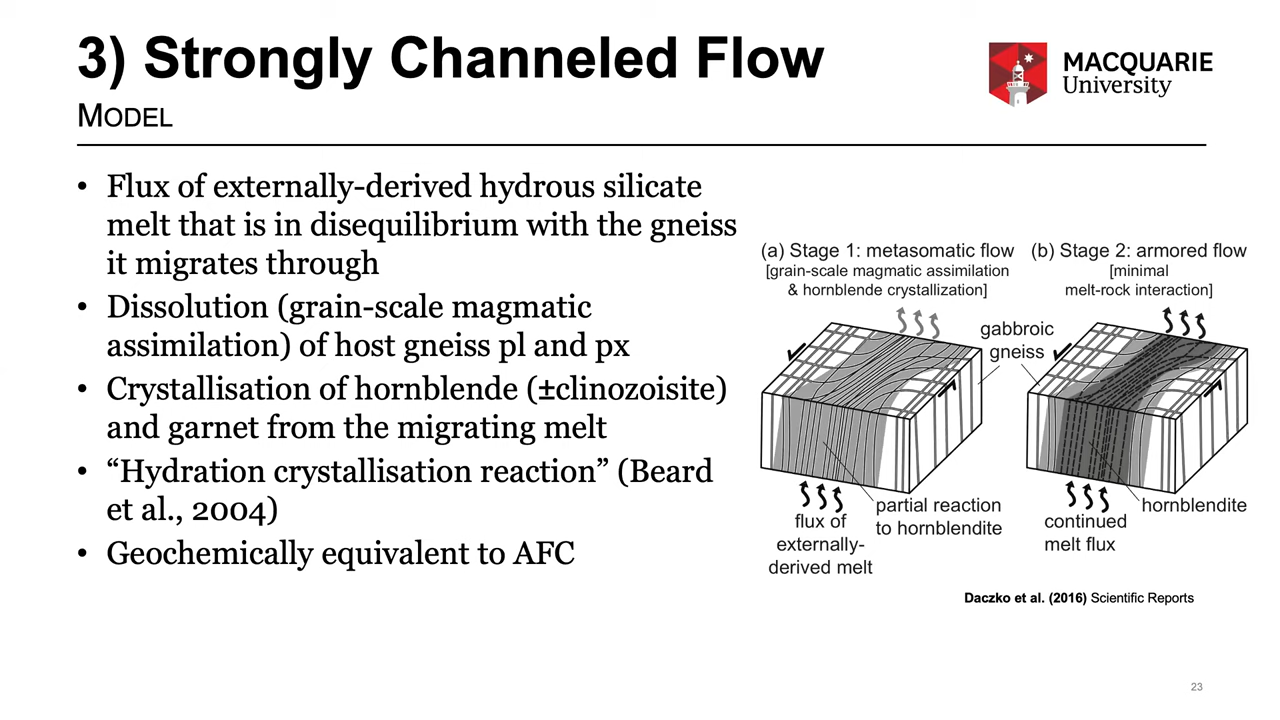 3) Strongly Channeled Flow
MODEL
MACQUARIE
University
• Flux of externally-derived hydrous silicate
melt that is in disequilibrium with the gneiss
it migrates through
• Dissolution (grain-scale magmatic
assimilation) of host gneiss pl and px
• Crystallisation of hornblende (±clinozoisite)
and garnet from the migrating melt
• “Hydration crystallisation reaction” (Beard
et al., 2004)
• Geochemically equivalent to AFC
(a) Stage 1: metasomatic flow
[grain-scale magmatic assimilation
& hornblende crystallization]
(b) Stage 2: armored flow
[minimal
melt-rock interaction]
gabbroic
gneiss
flux of
externally-
derived melt
partial reaction
to hornblendite
continued
melt flux
hornblendite
Daczko et al. (2016) Scientific Reports
23